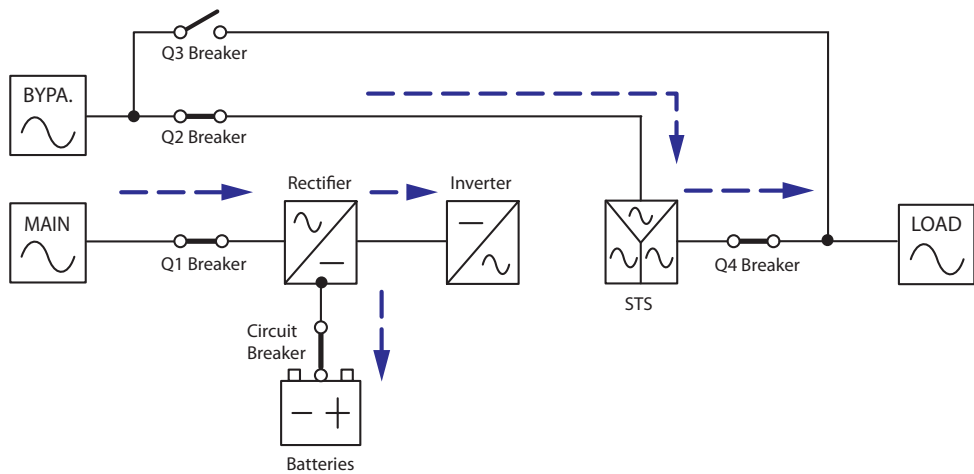 Q3 Breaker
BYPA.
Q2 Breaker
Rectifier
Inverter
MAIN
Q1 Breaker
LOAD
Q4 Breaker
STS
Circuit
Breaker
Batteries